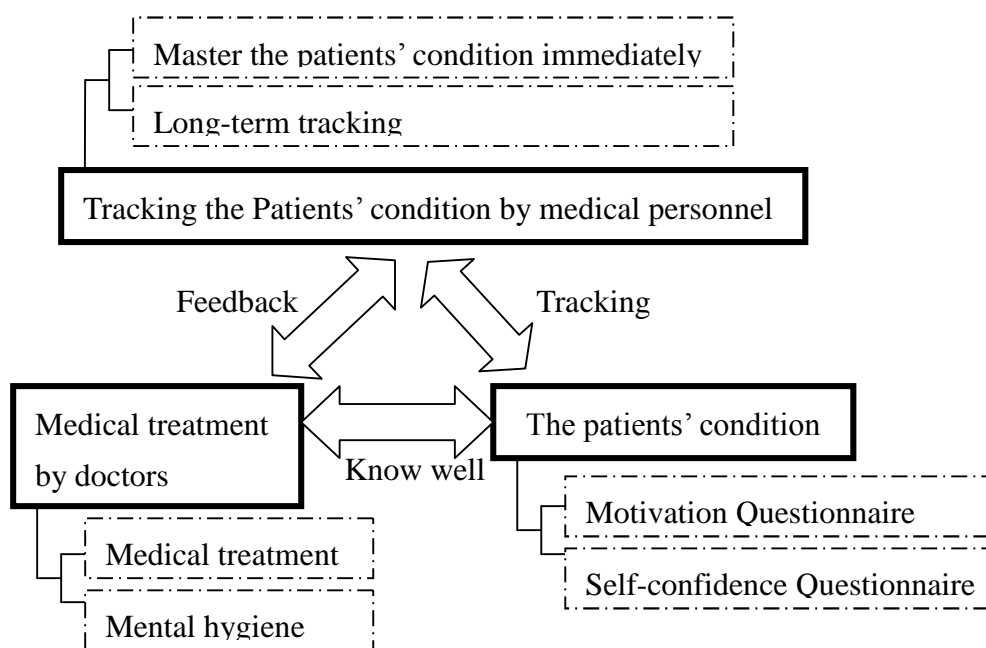 Master the patients’ condition immediately
Long-term tracking
Tracking the Patients’ condition by medical personnel
Feedback
Tracking
Medical treatment
by doctors
The patients’ condition
Know well
Motivation Questionnaire
Medical treatment
Self-confidence Questionnaire
Mental hygiene